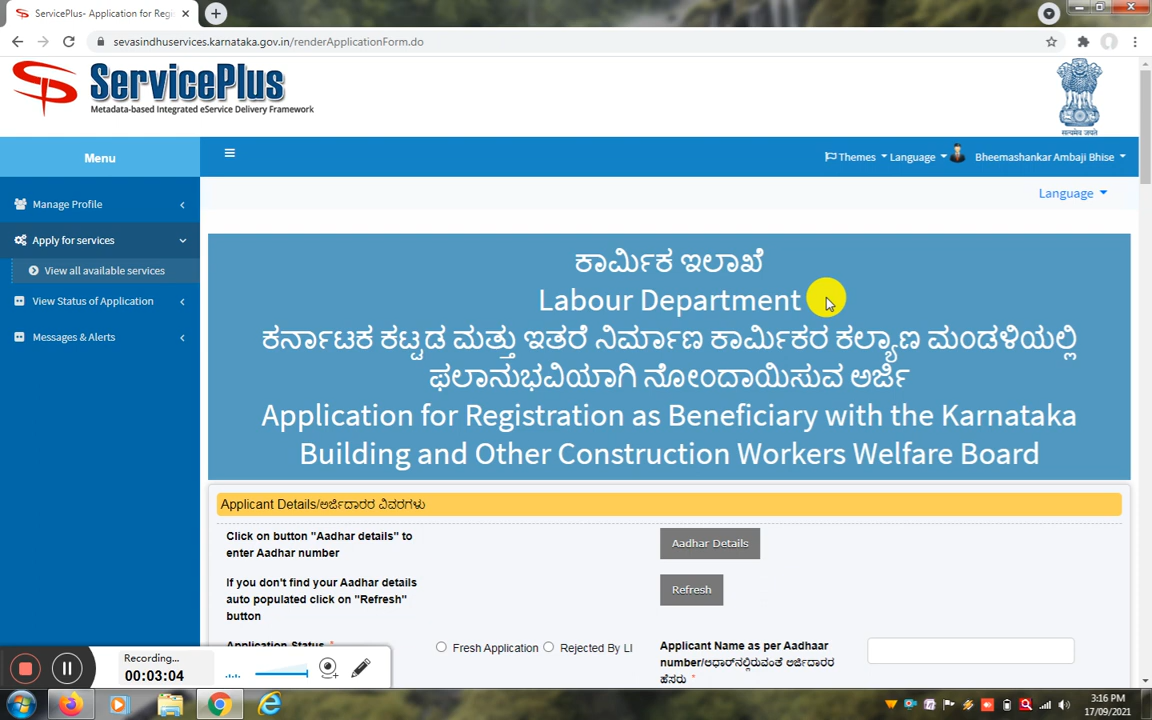 ServicePlus- Application for Regi
sevasindhuservices.karnataka.gov.in/renderApplicationForm.do
ServicePlus
Metadata-based Integrated eService Delivery Framework
सत्यमेव जयते
Menu
Themes Language Bheemashankar Ambaji Bhise
Language
Manage Profile
Apply for services
View all available services
View Status of Application
Messages & Alerts
ಕಾರ್ಮಿಕ ಇಲಾಖೆ
Labour Department
ಕರ್ನಾಟಕ ಕಟ್ಟಡ ಮತ್ತು ಇತರೆ ನಿರ್ಮಾಣ ಕಾರ್ಮಿಕರ ಕಲ್ಯಾಣ ಮಂಡಳಿಯಲ್ಲಿ
ಫಲಾನುಭವಿಯಾಗಿ ನೋಂದಾಯಿಸುವ ಅರ್ಜಿ
Application for Registration as Beneficiary with the Karnataka
Building and Other Construction Workers Welfare Board
Applicant Details/ಅರ್ಜಿದಾರರ ವಿವರಗಳು
Click on button "Aadhar details" to
enter Aadhar number
Aadhar Details
If you don't find your Aadhar details
auto populated click on "Refresh"
button
Refresh
Application Status *
Fresh Application Rejected By LI
Applicant Name as per Aadhaar
number/ಆಧಾರ್‌ನಲ್ಲಿರುವಂತೆ ಅರ್ಜಿದಾರರ
ಹೆಸರು *
Recording...
00:03:04
3:16 PM
17/09/2021